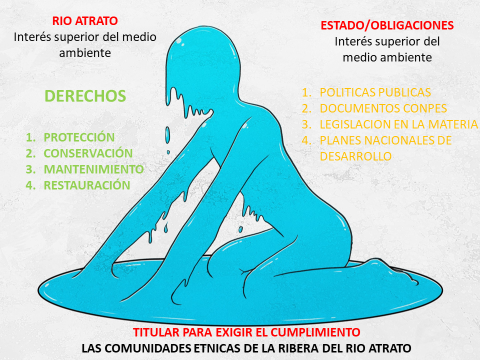 RIO ATRATO
Interés superior del medio
ambiente
DERECHOS
1. PROTECCIÓN
2. CONSERVACIÓN
3. MANTENIMIENTO
4. RESTAURACIÓN
ESTADO/OBLIGACIONES
Interés superior del
medio ambiente
1. POLITICAS PUBLICAS
2. DOCUMENTOS CONPES
3. LEGISLACION EN LA MATERIA
4. PLANES NACIONALES DE
DESARROLLO
TITULAR PARA EXIGIR EL CUMPLIMIENTO
LAS COMUNIDADES ETNICAS DE LA RIBERA DEL RIO ATRATO